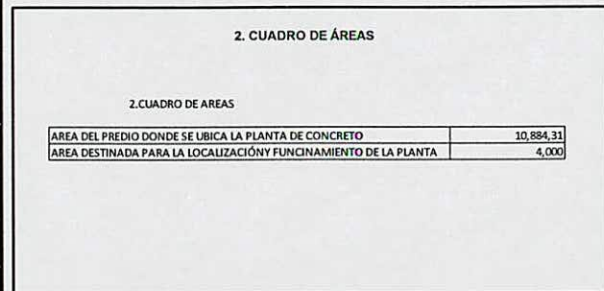 2. CUADRO DE ÁREAS
2.CUADRO DE AREAS
AREA DEL PREDIO DONDE SE UBICA LA PLANTA DE CONCRETO 10,884,31
AREA DESTINADA PARA LA LOCALIZACIÓNY FUNCINAMIENTO DE LA PLANTA 4,000